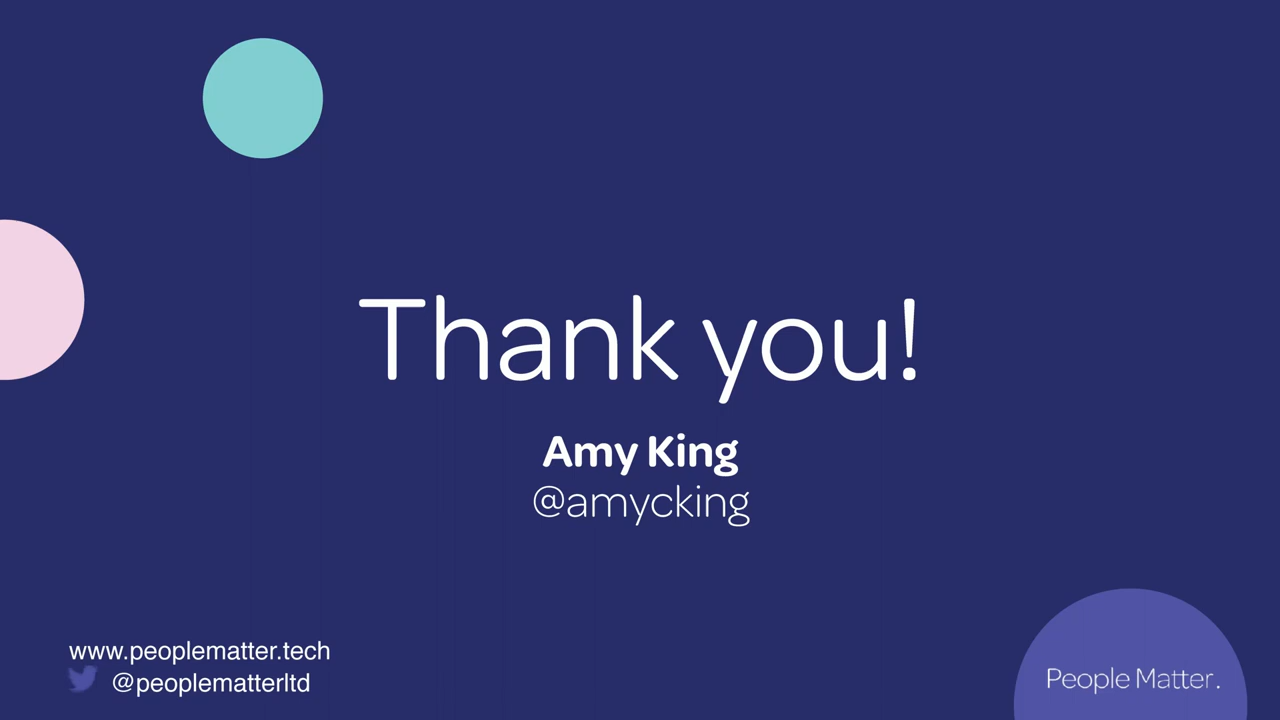 Thank you!
Amy King
@amycking
www.peoplematter.tech
@peoplematterltd
People Matter.